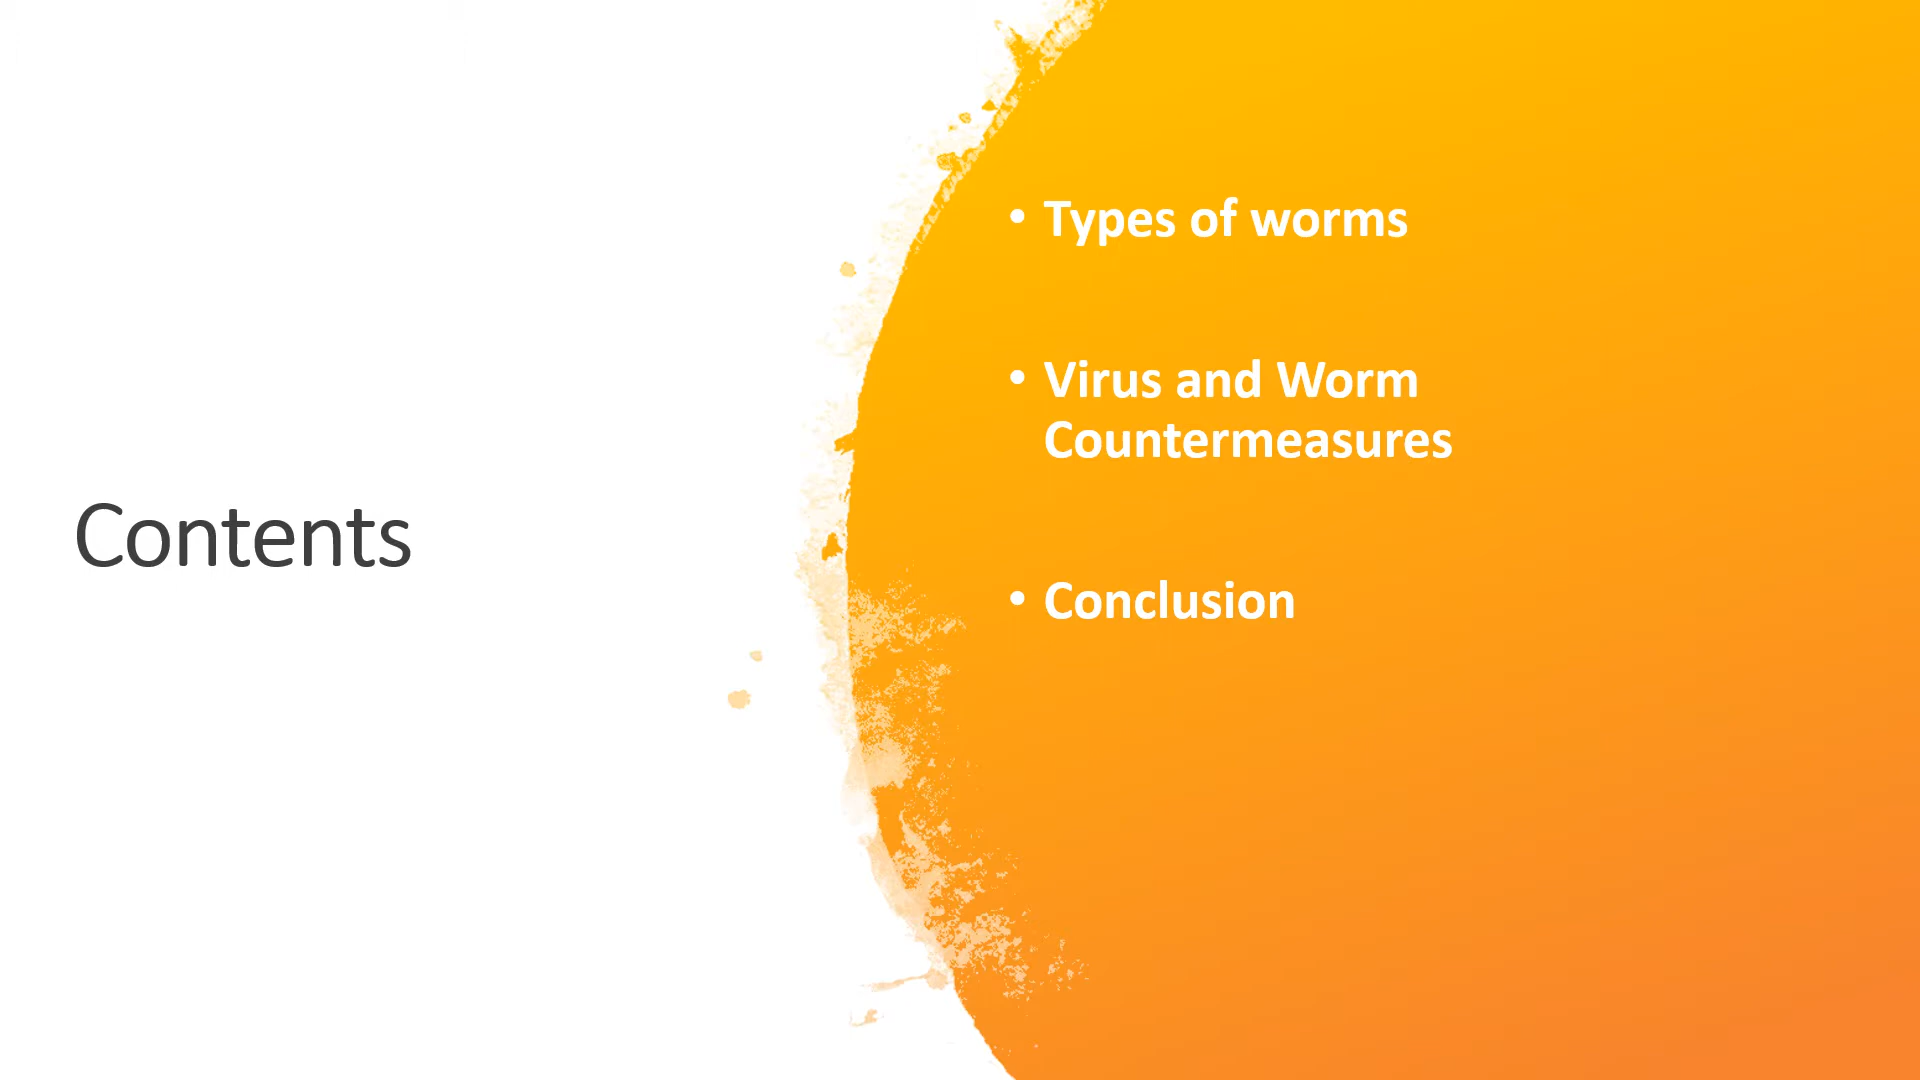 Contents
• Types of worms
• Virus and Worm
Countermeasures
• Conclusion